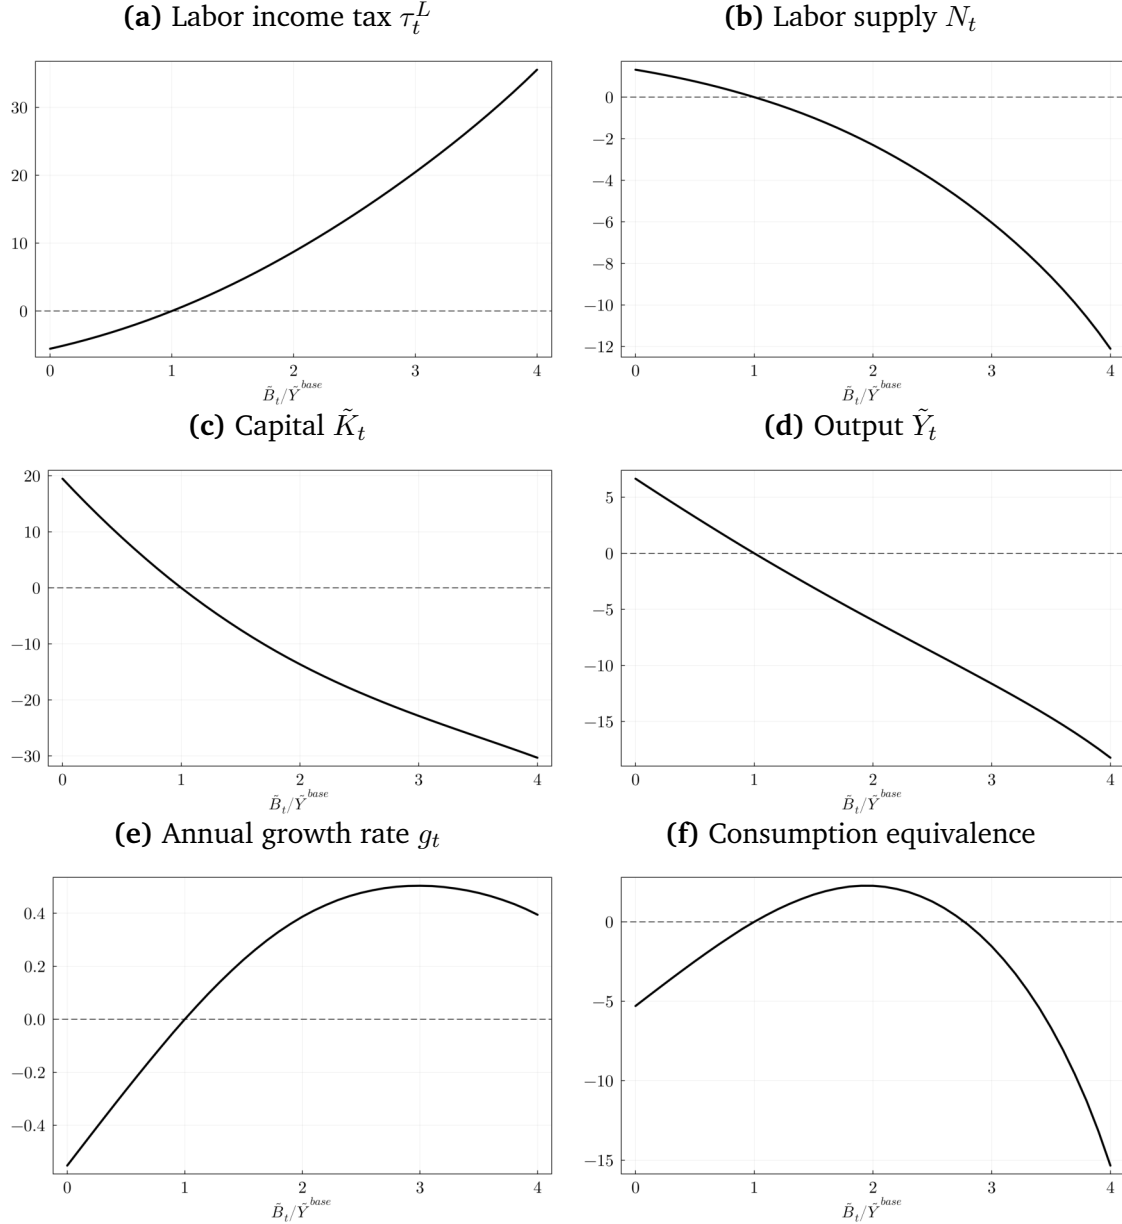 (a) Labor income tax τ_t^L
30
20
10
0
0 1 2 3 4
B̃_t/Ỹ^base
(b) Labor supply N_t
0
−2
−4
−6
−8
−10
−12
0 1 2 3 4
B̃_t/Ỹ^base
(c) Capital K̃_t
20
10
0
−10
−20
−30
0 1 2 3 4
B̃_t/Ỹ^base
(d) Output Ỹ_t
5
0
−5
−10
−15
0 1 2 3 4
B̃_t/Ỹ^base
(e) Annual growth rate g_t
0.4
0.2
0.0
−0.2
−0.4
0 1 2 3 4
B̃_t/Ỹ^base
(f) Consumption equivalence
0
−5
−10
−15
0 1 2 3 4
B̃_t/Ỹ^base